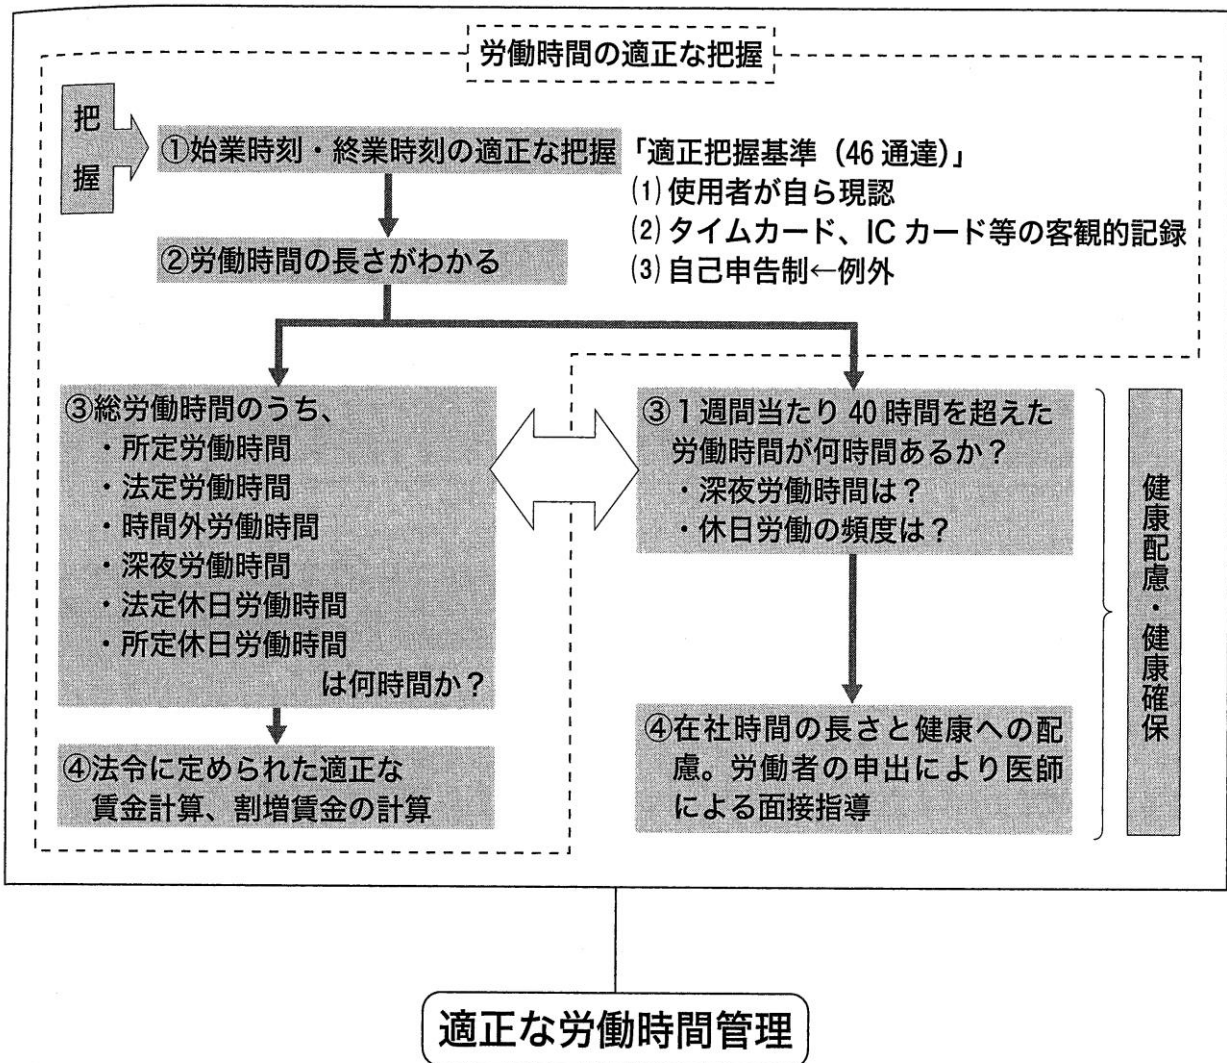 労働時間の適正な把握
把握
①始業時刻・終業時刻の適正な把握
「適正把握基準（46 通達）」
⑴ 使用者が自ら現認
⑵ タイムカード、IC カード等の客観的記録
⑶ 自己申告制←例外
②労働時間の長さがわかる
③総労働時間のうち、
・所定労働時間
・法定労働時間
・時間外労働時間
・深夜労働時間
・法定休日労働時間
・所定休日労働時間
は何時間か？
④法令に定められた適正な
賃金計算、割増賃金の計算
③１週間当たり 40 時間を超えた
労働時間が何時間あるか？
・深夜労働時間は？
・休日労働の頻度は？
④在社時間の長さと健康への配
慮。労働者の申出により医師
による面接指導
健康配慮・健康確保
適正な労働時間管理